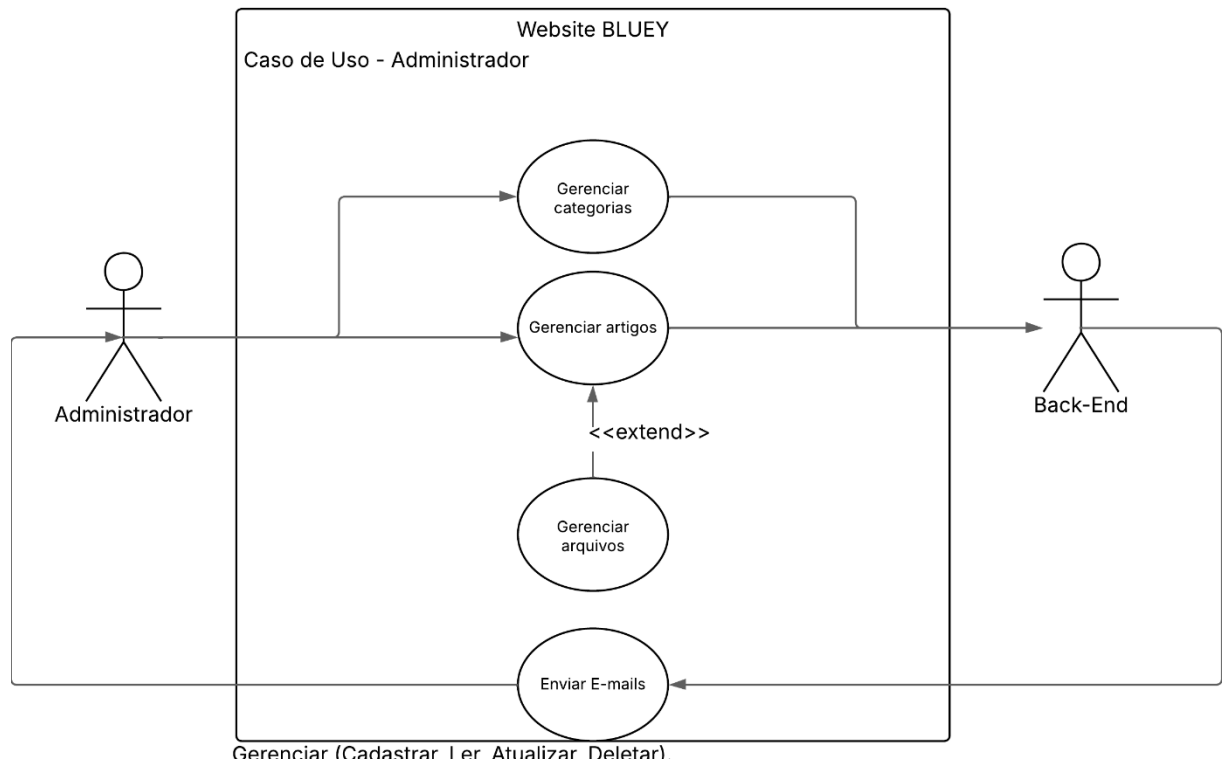 Website BLUEY
Caso de Uso - Administrador
Gerenciar
categorias
Gerenciar artigos
Administrador
Back-End
<<extend>>
Gerenciar
arquivos
Enviar E-mails
Gerenciar (Cadastrar, Ler, Atualizar, Deletar).